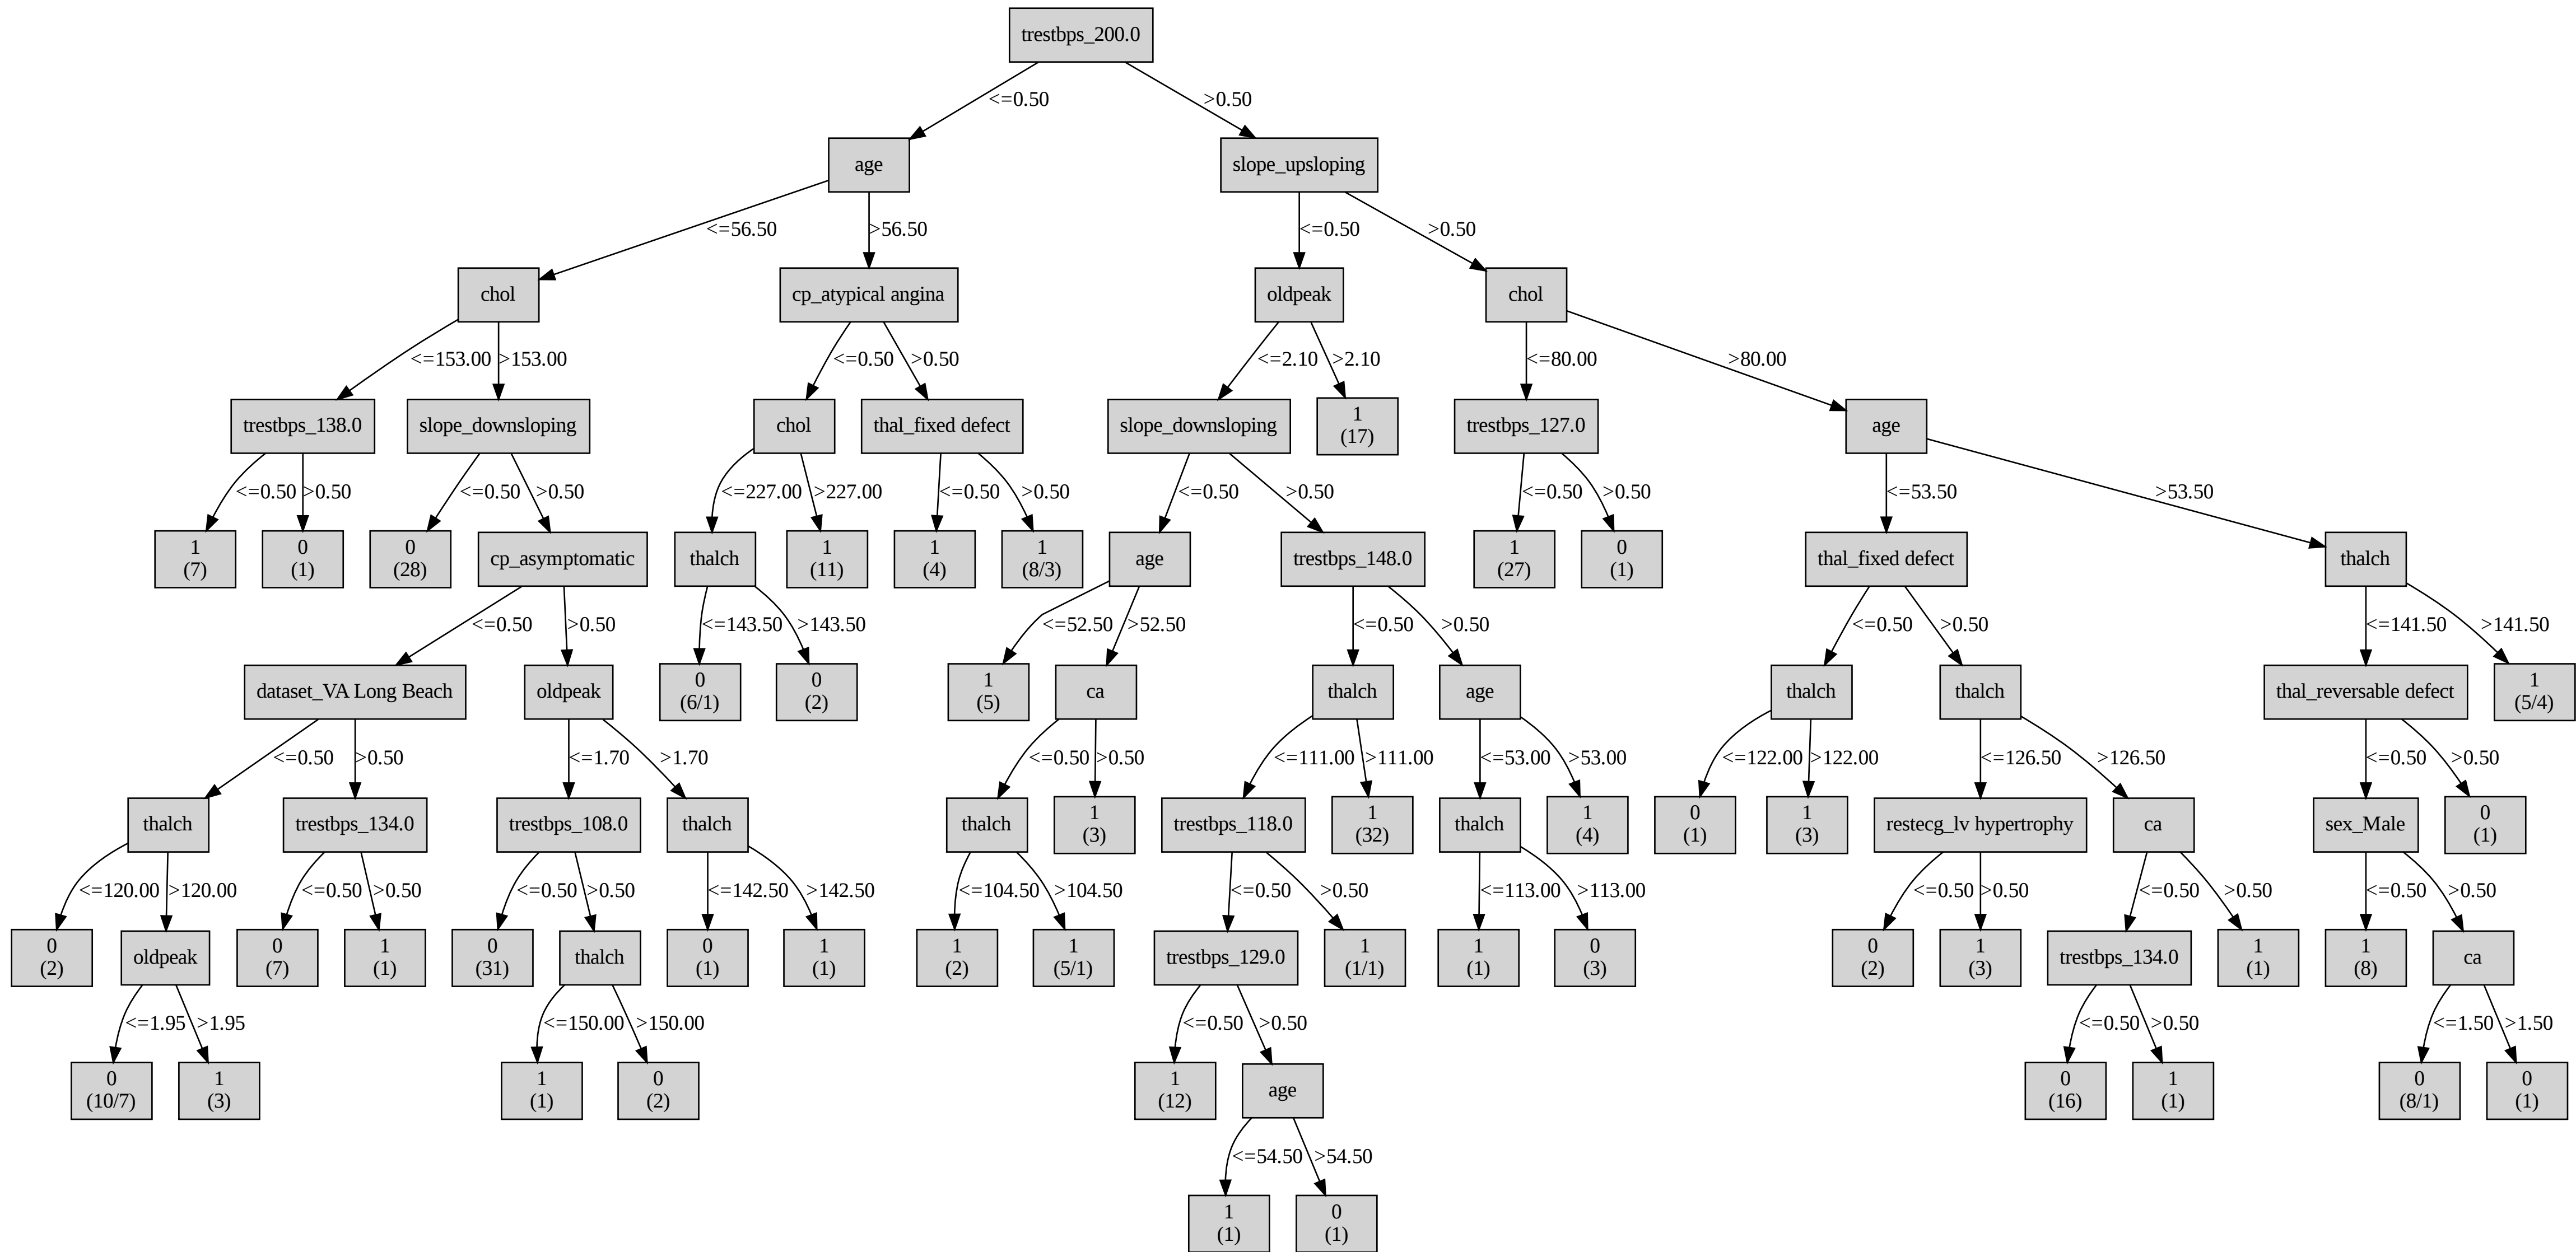 trestbps_200.0
<=0.50 >0.50
age slope_upsloping
<=56.50 >56.50 <=0.50 >0.50
chol cp_atypical angina oldpeak chol
<=153.00 >153.00 <=0.50 >0.50 <=2.10 >2.10 <=80.00 >80.00
trestbps_138.0 slope_downsloping chol thal_fixed defect slope_downsloping 1 trestbps_127.0 age
(17)
<=0.50 >0.50 <=0.50 >0.50 <=227.00 >227.00 <=0.50 >0.50 <=0.50 >0.50 <=0.50 >0.50 <=53.50 >53.50
1 0 0 cp_asymptomatic thalch 1 1 1 age trestbps_148.0 1 0 thal_fixed defect thalch
(7) (1) (28) (11) (4) (8/3) (27) (1)
<=0.50 >0.50 <=143.50 >143.50 <=52.50 >52.50 <=0.50 >0.50 <=0.50 >0.50 <=141.50 >141.50
dataset_VA Long Beach oldpeak 0 0 1 ca thalch age thalch thalch thal_reversable defect 1
(6/1) (2) (5) (5/4)
<=0.50 >0.50 <=1.70 >1.70 <=0.50 >0.50 <=111.00 >111.00 <=53.00 >53.00 <=122.00 >122.00 <=126.50 >126.50 <=0.50 >0.50
thalch trestbps_134.0 trestbps_108.0 thalch thalch 1 trestbps_118.0 1 thalch 1 0 1 restecg_lv hypertrophy ca sex_Male 0
(3) (32) (4) (1) (3) (1)
<=120.00 >120.00 <=0.50 >0.50 <=0.50 >0.50 <=142.50 >142.50 <=104.50 >104.50 <=0.50 >0.50 <=113.00 >113.00 <=0.50 >0.50 <=0.50 >0.50 <=0.50 >0.50
0 oldpeak 0 1 0 thalch 0 1 1 1 trestbps_129.0 1 1 0 0 1 trestbps_134.0 1 1 ca
(2) (7) (1) (31) (1) (1) (2) (5/1) (1/1) (1) (3) (2) (3) (1) (8)
<=1.95 >1.95 <=150.00 >150.00 <=0.50 >0.50 <=0.50 >0.50 <=1.50 >1.50
0 1 1 0 1 age 0 1 0 0
(10/7) (3) (1) (2) (12) (16) (1) (8/1) (1)
<=54.50 >54.50
1 0
(1) (1)